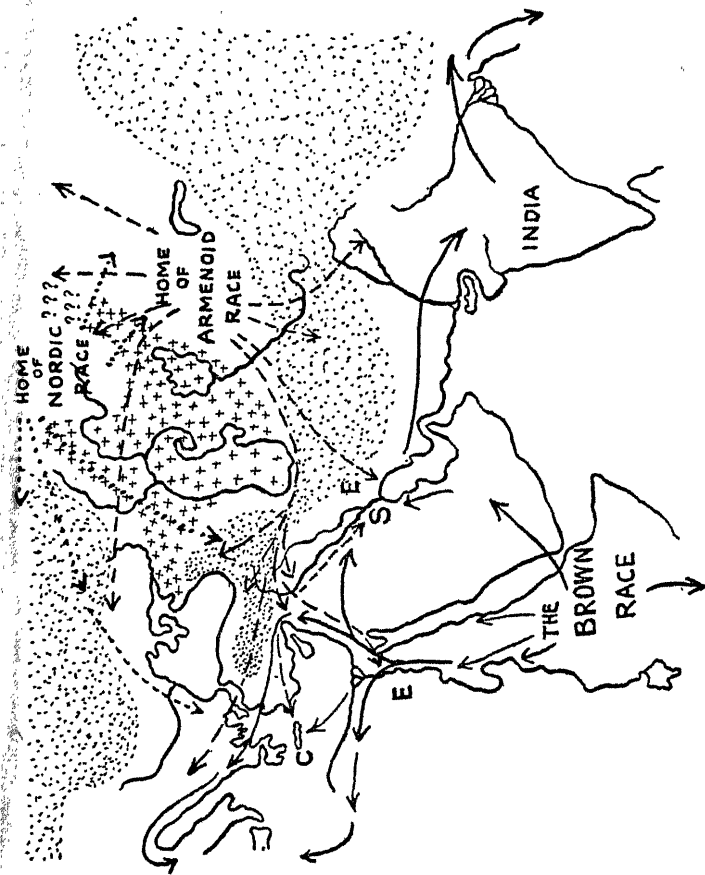 HOME
OF
NORDIC ???
RACE ???
HOME
OF
ARMENOID
RACE
INDIA
E
S
C
E
THE
BROWN
RACE